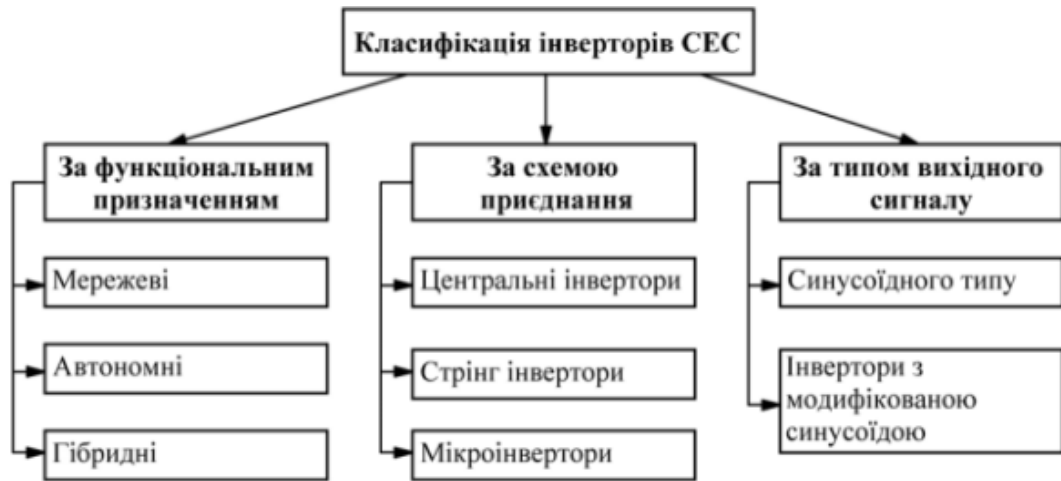 Класифікація інверторів СЕС
За функціональним
призначенням
Мережеві
Автономні
Гібридні
За схемою
приєднання
Центральні інвертори
Стрінг інвертори
Мікроінвертори
За типом вихідного
сигналу
Синусоїдного типу
Інвертори з
модифікованою
синусоїдою